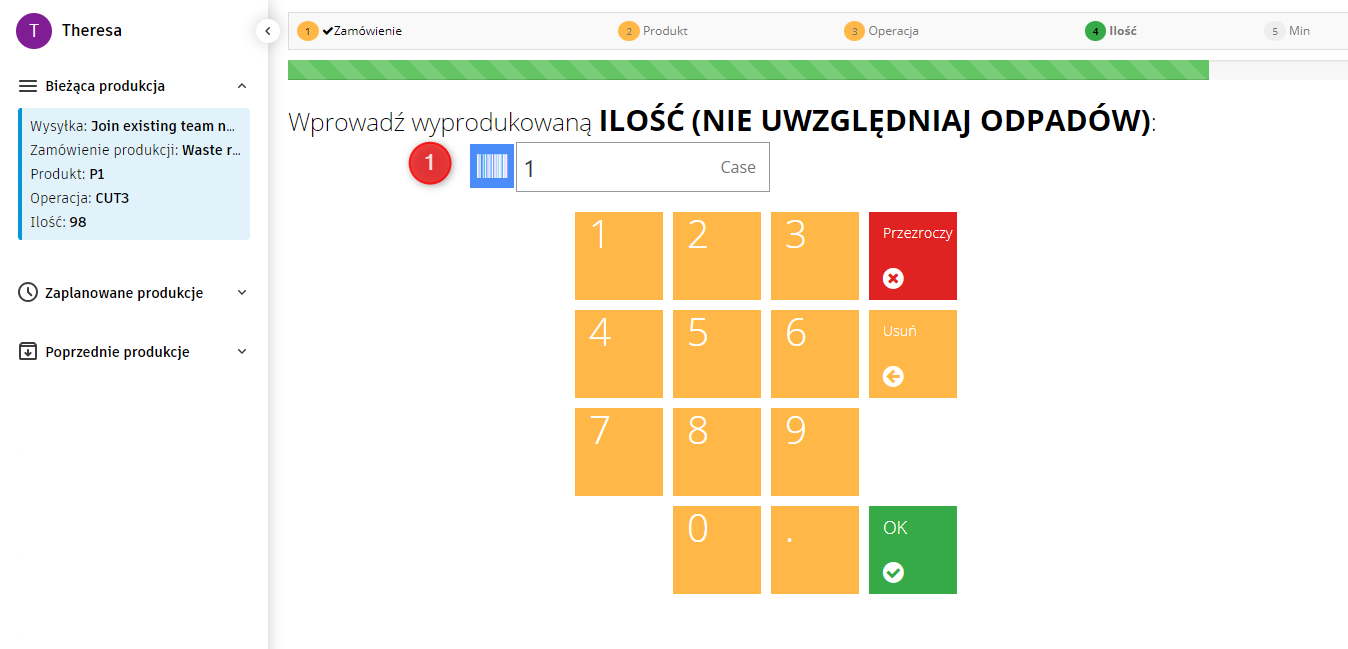 T Theresa
Bieżąca produkcja
Wysyłka: Join existing team n...
Zamówienie produkcji: Waste r...
Produkt: P1
Operacja: CUT3
Ilość: 98
Zaplanowane produkcje
Poprzednie produkcje
1 Zamówienie
2 Produkt
3 Operacja
4 Ilość
5 Min
Wprowadź wyprodukowaną ILOŚĆ (NIE UWZGLĘDNIAJ ODPADÓW):
1
1 Case
1 2 3 Przezroczy
4 5 6 Usuń
7 8 9
0 . OK